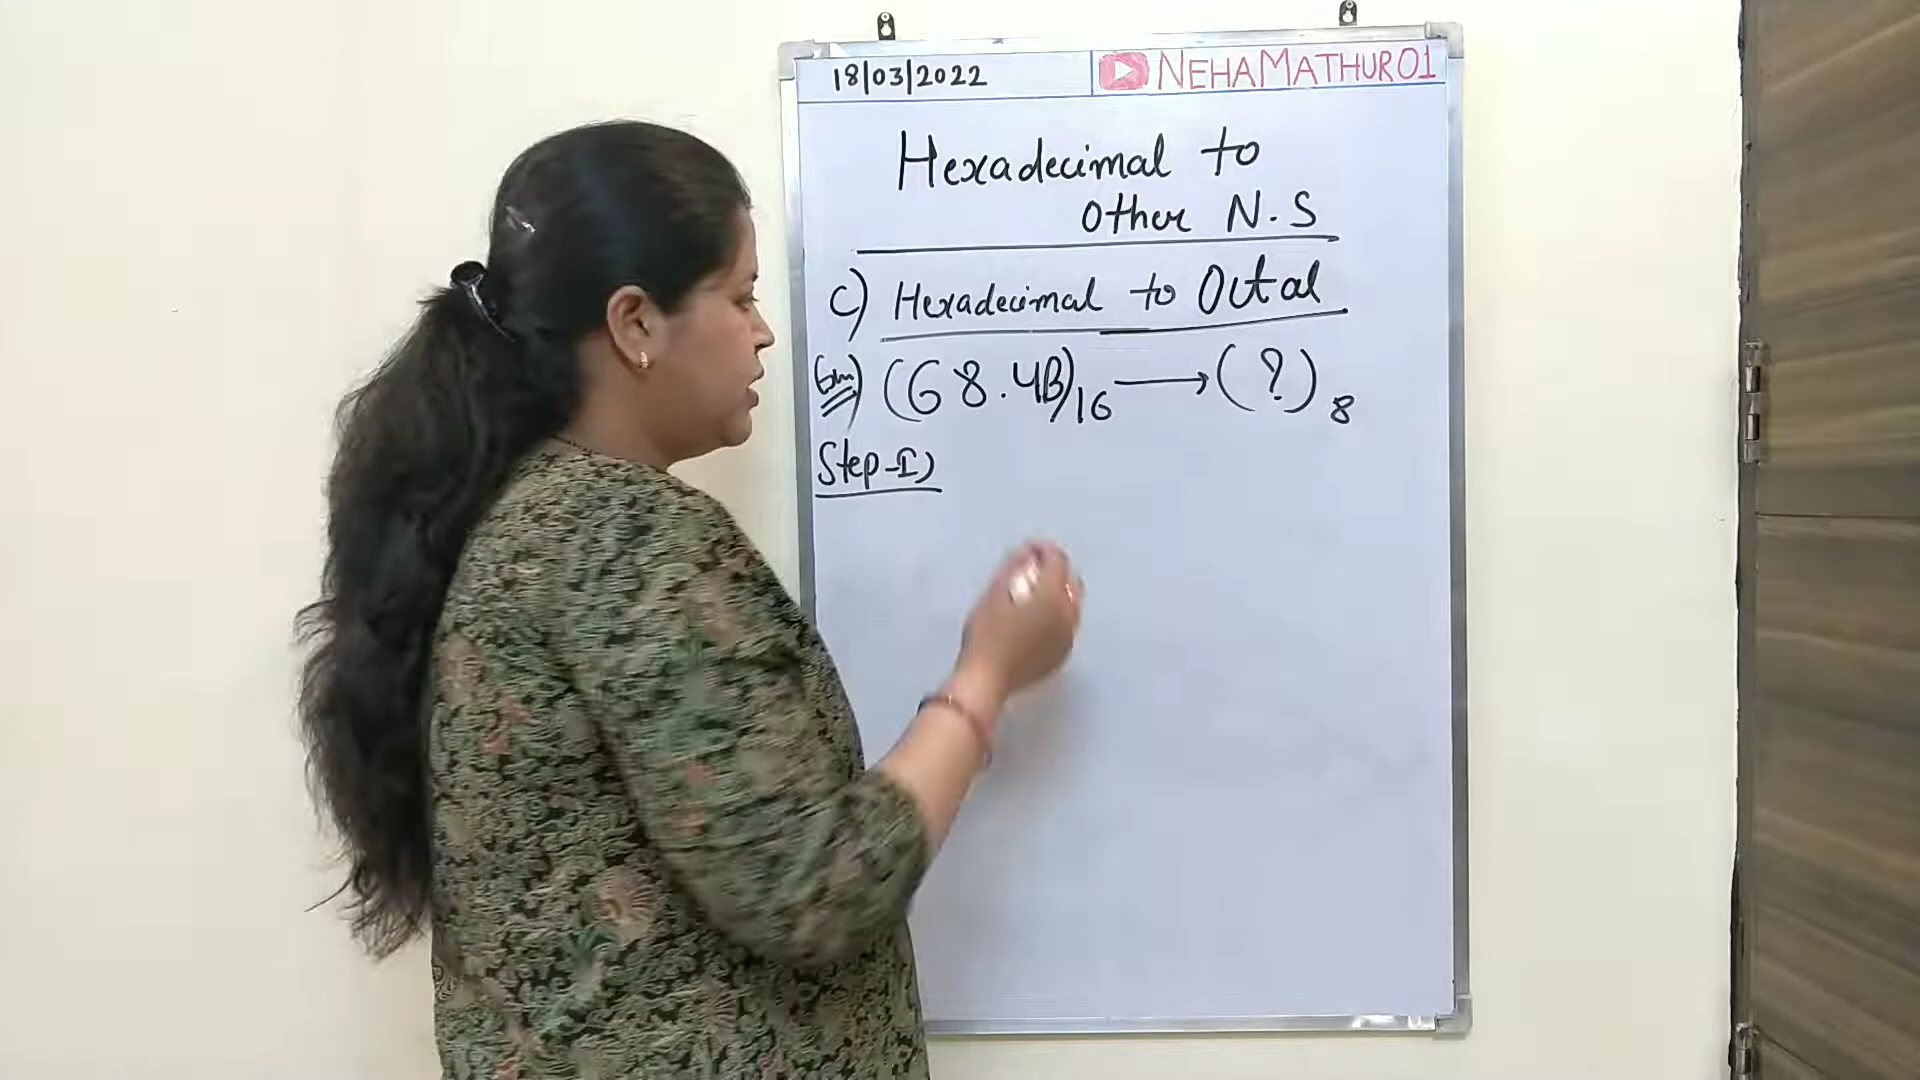 18/03/2022
NEHAMATHUR01
Hexadecimal to
Other N.S
C) Hexadecimal to Octal
(68.4B)16 → (?)8
Step-I)